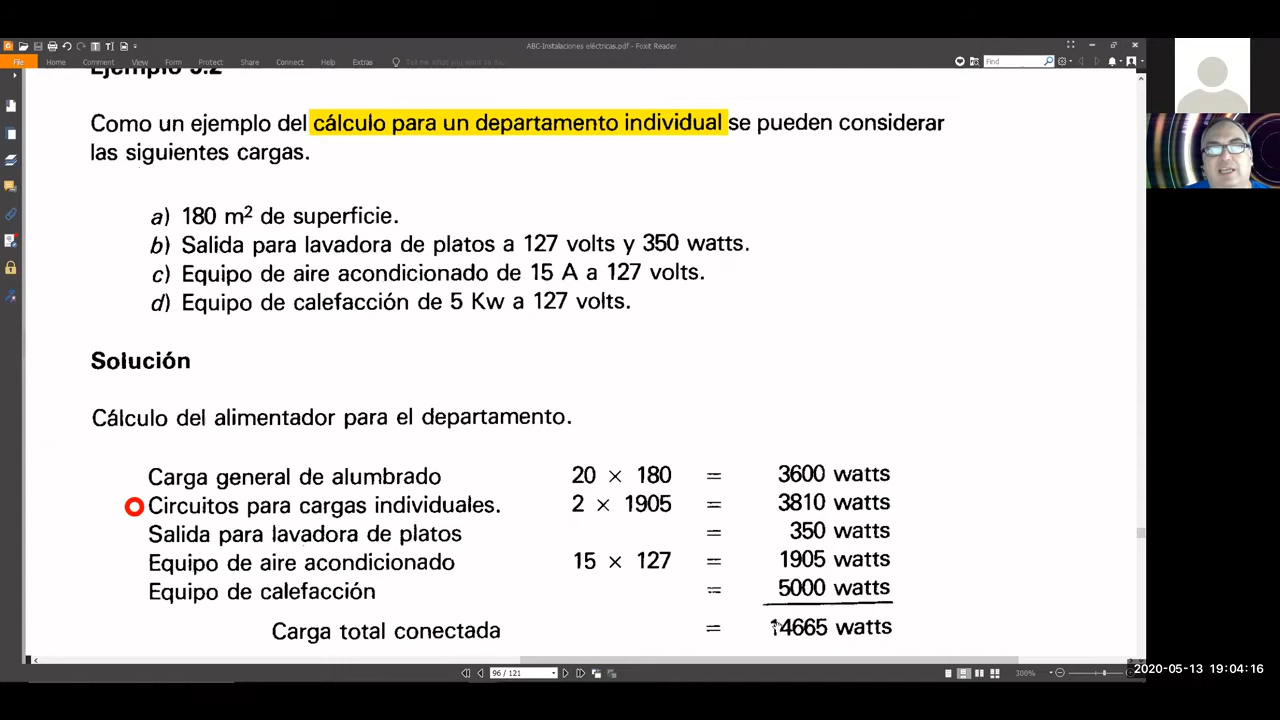 ABC-Instalaciones eléctricas.pdf - Foxit Reader
File Home Comment View Form Protect Share Connect Help Extras Find
Ejemplo 5.2
Como un ejemplo del cálculo para un departamento individual se pueden considerar
las siguientes cargas.
a) 180 m² de superficie.
b) Salida para lavadora de platos a 127 volts y 350 watts.
c) Equipo de aire acondicionado de 15 A a 127 volts.
d) Equipo de calefacción de 5 Kw a 127 volts.
Solución
Cálculo del alimentador para el departamento.
Carga general de alumbrado 20 × 180 = 3600 watts
Circuitos para cargas individuales. 2 × 1905 = 3810 watts
Salida para lavadora de platos = 350 watts
Equipo de aire acondicionado 15 × 127 = 1905 watts
Equipo de calefacción = 5000 watts
Carga total conectada = 14665 watts
96 / 121 300%
2020-05-13 19:04:16